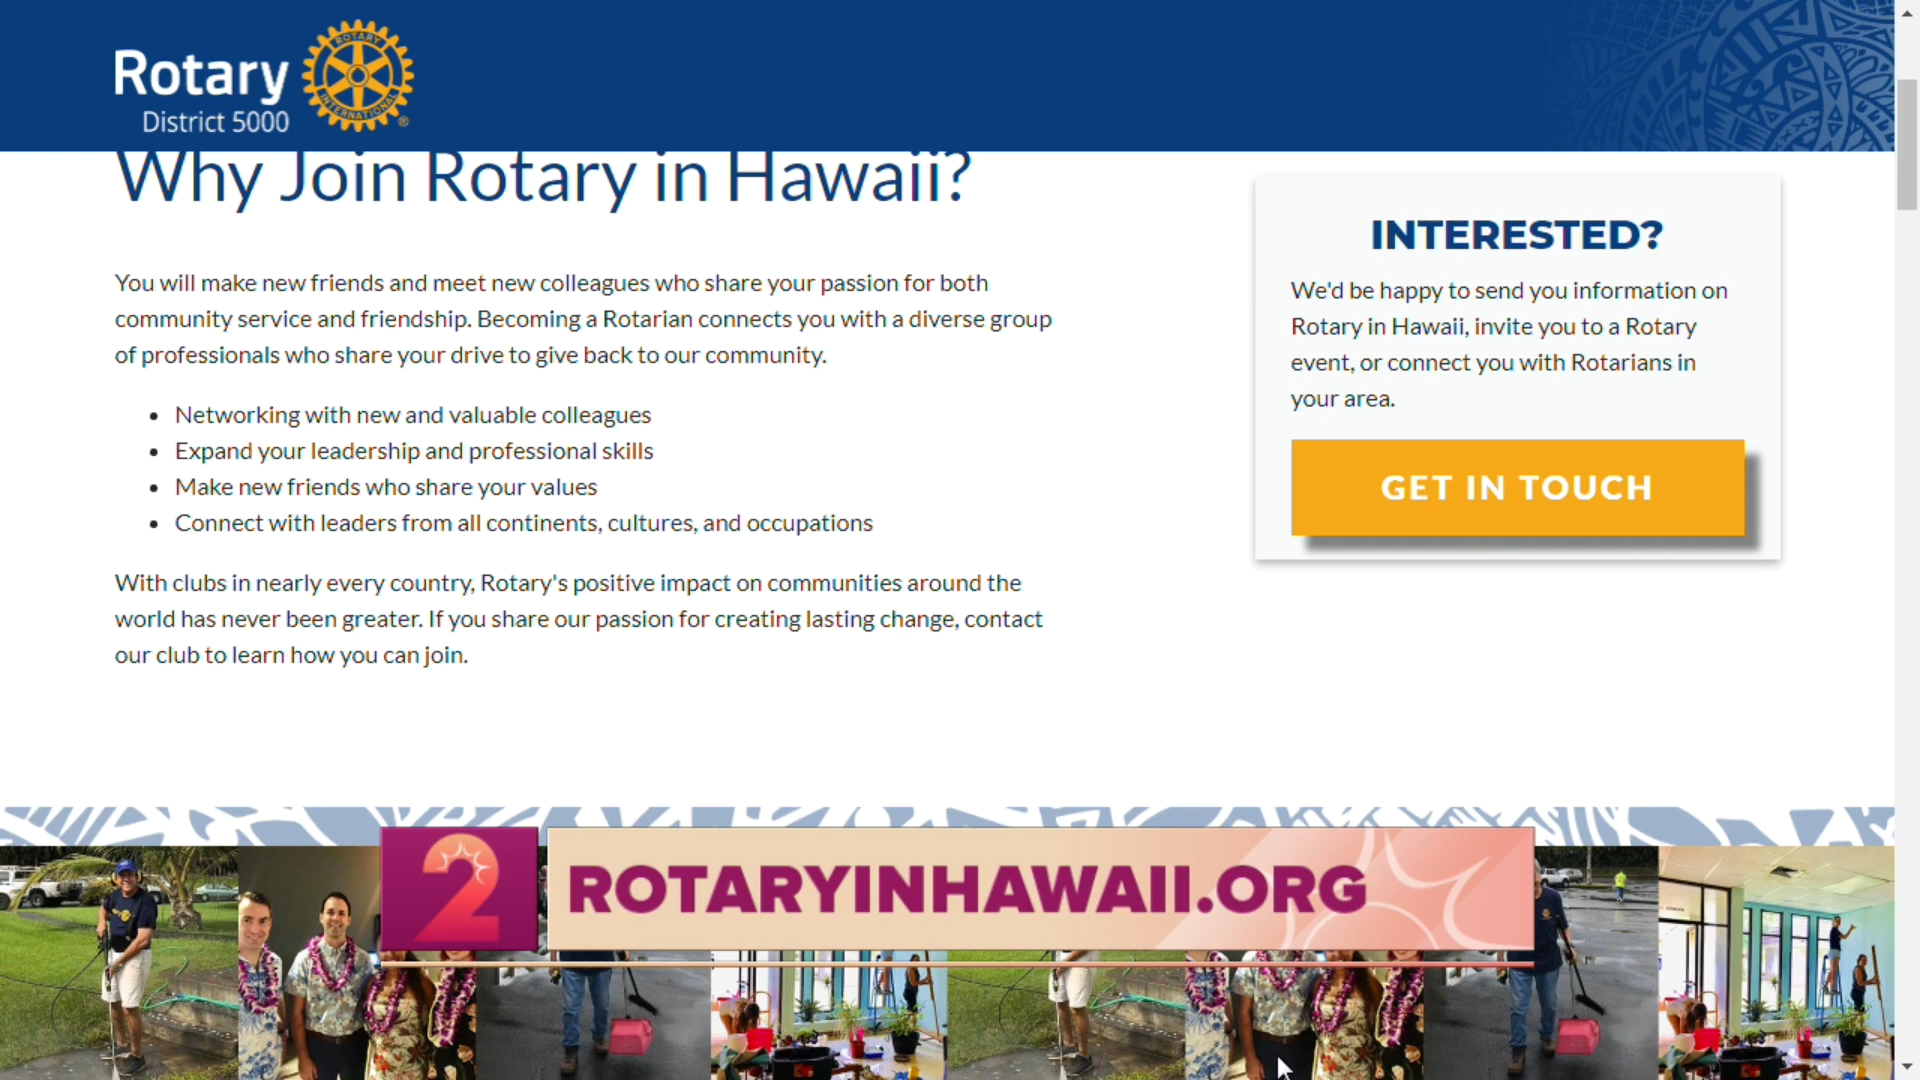 Rotary
District 5000
ROTARY
INTERNATIONAL
Why Join Rotary in Hawaii?
You will make new friends and meet new colleagues who share your passion for both
community service and friendship. Becoming a Rotarian connects you with a diverse group
of professionals who share your drive to give back to our community.
• Networking with new and valuable colleagues
• Expand your leadership and professional skills
• Make new friends who share your values
• Connect with leaders from all continents, cultures, and occupations
With clubs in nearly every country, Rotary's positive impact on communities around the
world has never been greater. If you share our passion for creating lasting change, contact
our club to learn how you can join.
INTERESTED?
We'd be happy to send you information on
Rotary in Hawaii, invite you to a Rotary
event, or connect you with Rotarians in
your area.
GET IN TOUCH
2
ROTARYINHAWAII.ORG